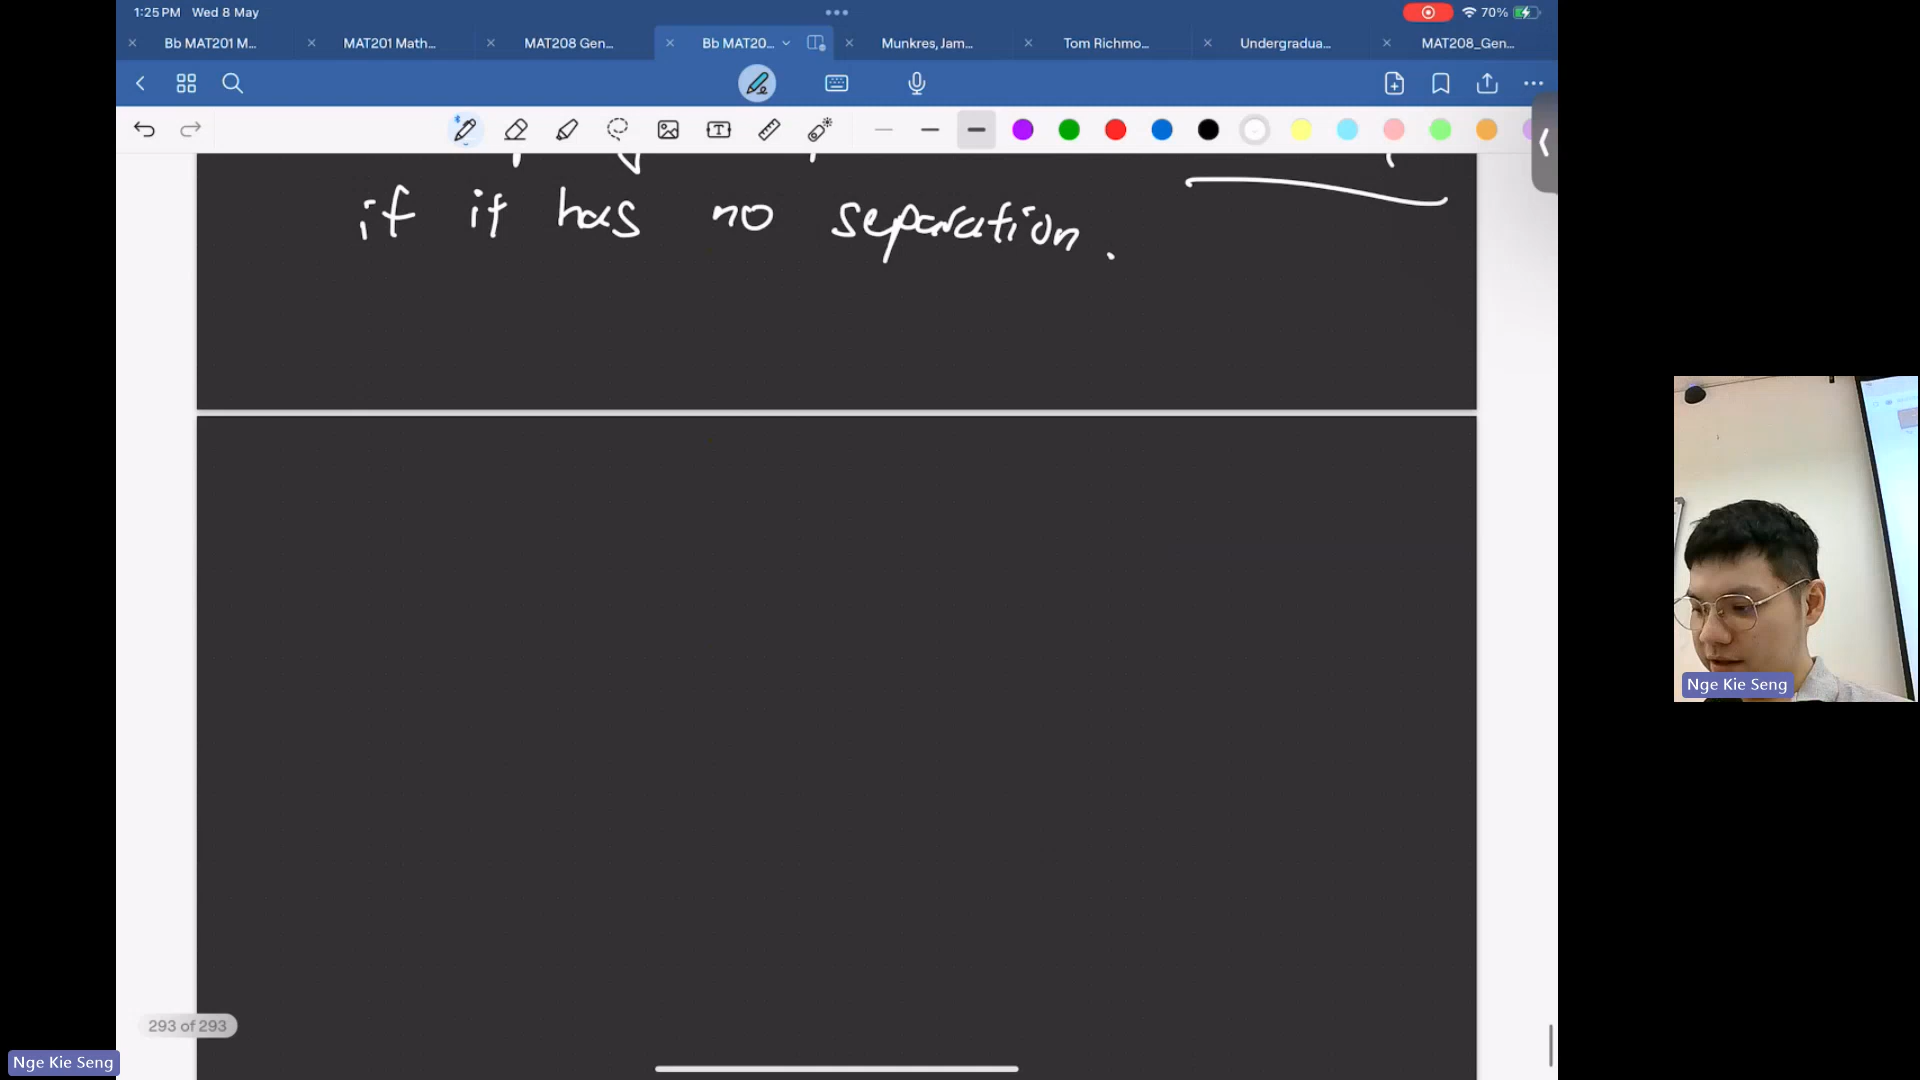 1:25 PM Wed 8 May
70%
Bb MAT201 M...
MAT201 Math...
MAT208 Gen...
Bb MAT20...
Munkres, Jam...
Tom Richmo...
Undergradua...
MAT208_Gen...
if it has no separation.
293 of 293
Nge Kie Seng
Nge Kie Seng